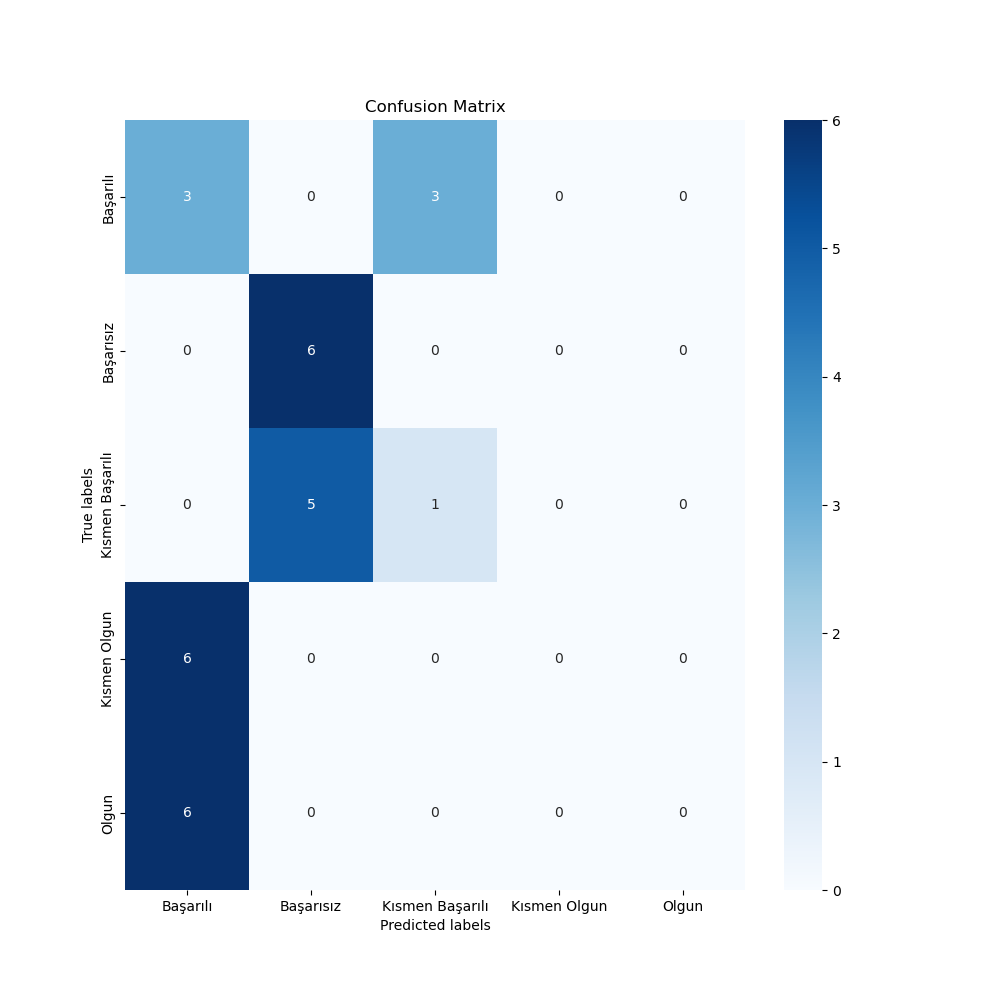 Confusion Matrix
Başarılı 3 0 3 0 0
Başarısız 0 6 0 0 0
Kısmen Başarılı 0 5 1 0 0
Kısmen Olgun 6 0 0 0 0
Olgun 6 0 0 0 0
True labels
Başarılı Başarısız Kısmen Başarılı Kısmen Olgun Olgun
Predicted labels
6
5
4
3
2
1
0